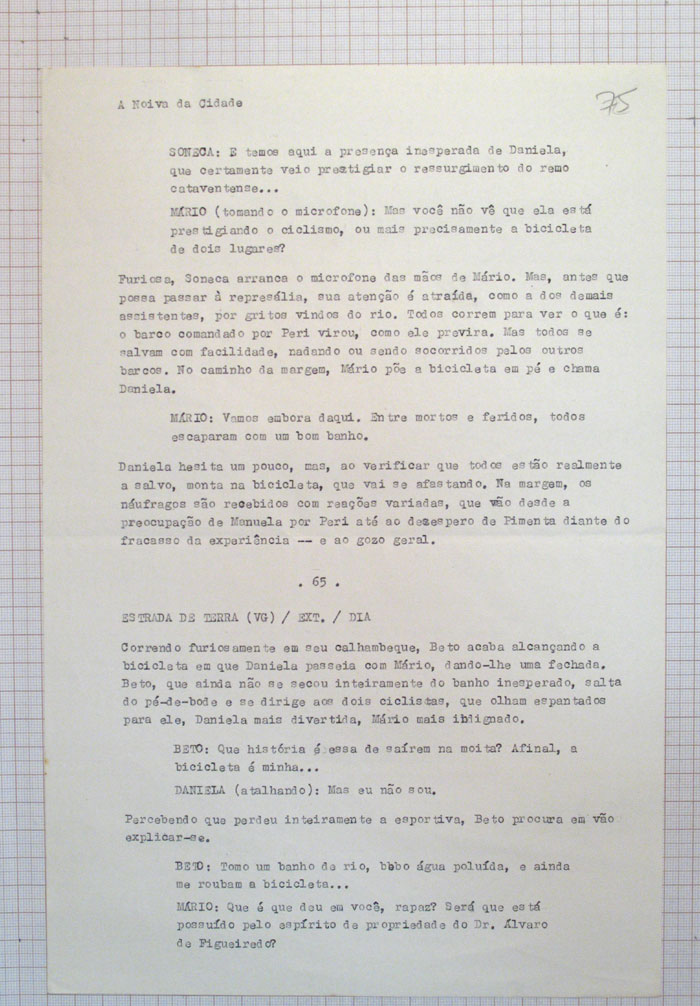 A Noiva da Cidade
75
SONECA: E temos aqui a presença inesperada de Daniela,
que certamente veio prestigiar o ressurgimento do remo
cataventense...
MÁRIO (tomando o microfone): Mas você não vê que ela está
prestigiando o ciclismo, ou mais precisamente a bicicleta
de dois lugares?
Furiosa, Soneca arranca o microfone das mãos de Mário. Mas, antes que
possa passar à represália, sua atenção é atraída, como a dos demais
assistentes, por gritos vindos do rio. Todos correm para ver o que é:
o barco comandado por Peri virou, como ele previra. Mas todos se
salvam com facilidade, nadando ou sendo socorridos pelos outros
barcos. No caminho da margem, Mário põe a bicicleta em pé e chama
Daniela.
MÁRIO: Vamos embora daqui. Entre mortos e feridos, todos
escaparam com um bom banho.
Daniela hesita um pouco, mas, ao verificar que todos estão realmente
a salvo, monta na bicicleta, que vai se afastando. Na margem, os
náufragos são recebidos com reações variadas, que vão desde a
preocupação de Manuela por Peri até ao dezespero de Pimenta diante do
fracasso da experiência -- e ao gozo geral.
. 65 .
ESTRADA DE TERRA (VG) / EXT. / DIA
Correndo furiosamente em seu calhambeque, Beto acaba alcançando a
bicicleta em que Daniela passeia com Mário, dando-lhe uma fechada.
Beto, que ainda não se secou inteiramente do banho inesperado, salta
do pé-de-bode e se dirige aos dois ciclistas, que olham espantados
para ele, Daniela mais divertida, Mário mais indignado.
BETO: Que história é essa de saírem na moita? Afinal, a
bicicleta é minha...
DANIELA (atalhando): Mas eu não sou.
Percebendo que perdeu inteiramente a esportiva, Beto procura em vão
explicar-se.
BETO: Tomo um banho de rio, bebo água poluída, e ainda
me roubam a bicicleta...
MÁRIO: Que é que deu em você, rapaz? Será que está
possuído pelo espírito de propriedade do Dr. Álvaro
de Figueiredo?